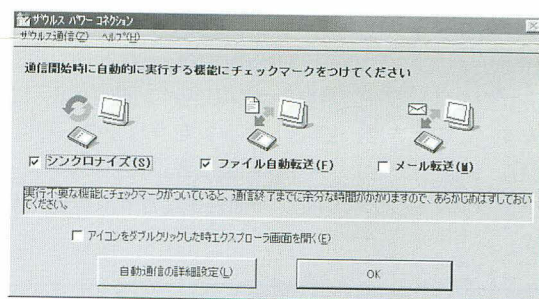 ザウルス パワー コネクション
ザウルス通信(Z) ヘルプ(H)
通信開始時に自動的に実行する機能にチェックマークをつけてください
シンクロナイズ(S) ファイル自動転送(F) メール転送(M)
実行不要な機能にチェックマークがついていると、通信終了までに余分な時間がかかりますので、あらかじめはずしておい
てください。
アイコンをダブルクリックした時エクスプローラ画面を開く(E)
自動通信の詳細設定(L) OK